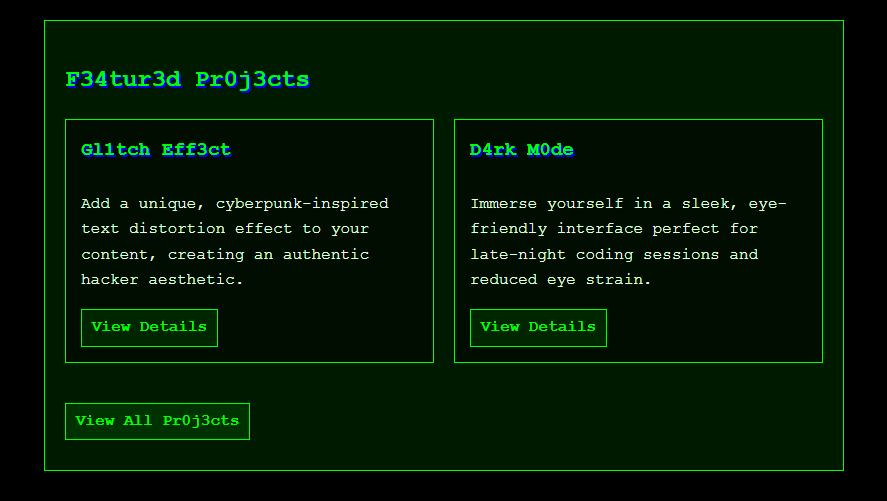 F34tur3d Pr0j3cts
Gl1tch Eff3ct
Add a unique, cyberpunk-inspired
text distortion effect to your
content, creating an authentic
hacker aesthetic.
View Details
D4rk M0de
Immerse yourself in a sleek, eye-
friendly interface perfect for
late-night coding sessions and
reduced eye strain.
View Details
View All Pr0j3cts